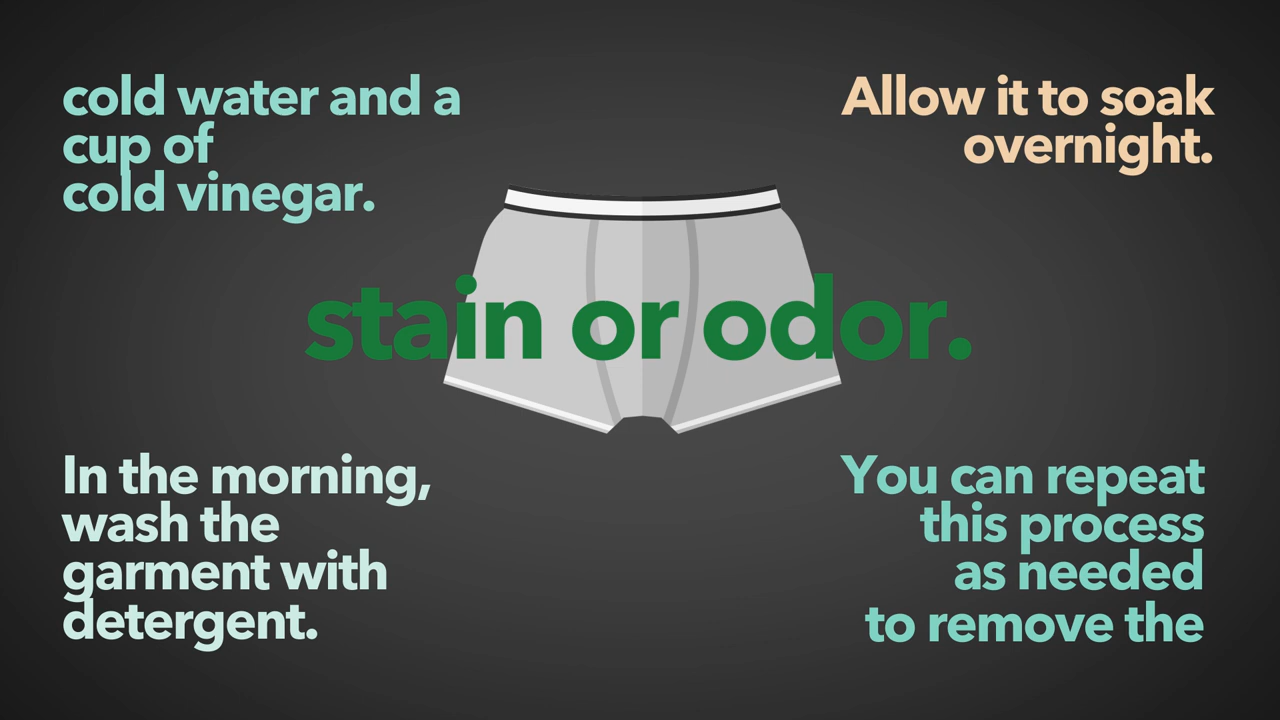 cold water and a
cup of
cold vinegar.
Allow it to soak
overnight.
In the morning,
wash the
garment with
detergent.
You can repeat
this process
as needed
to remove the
stain or odor.